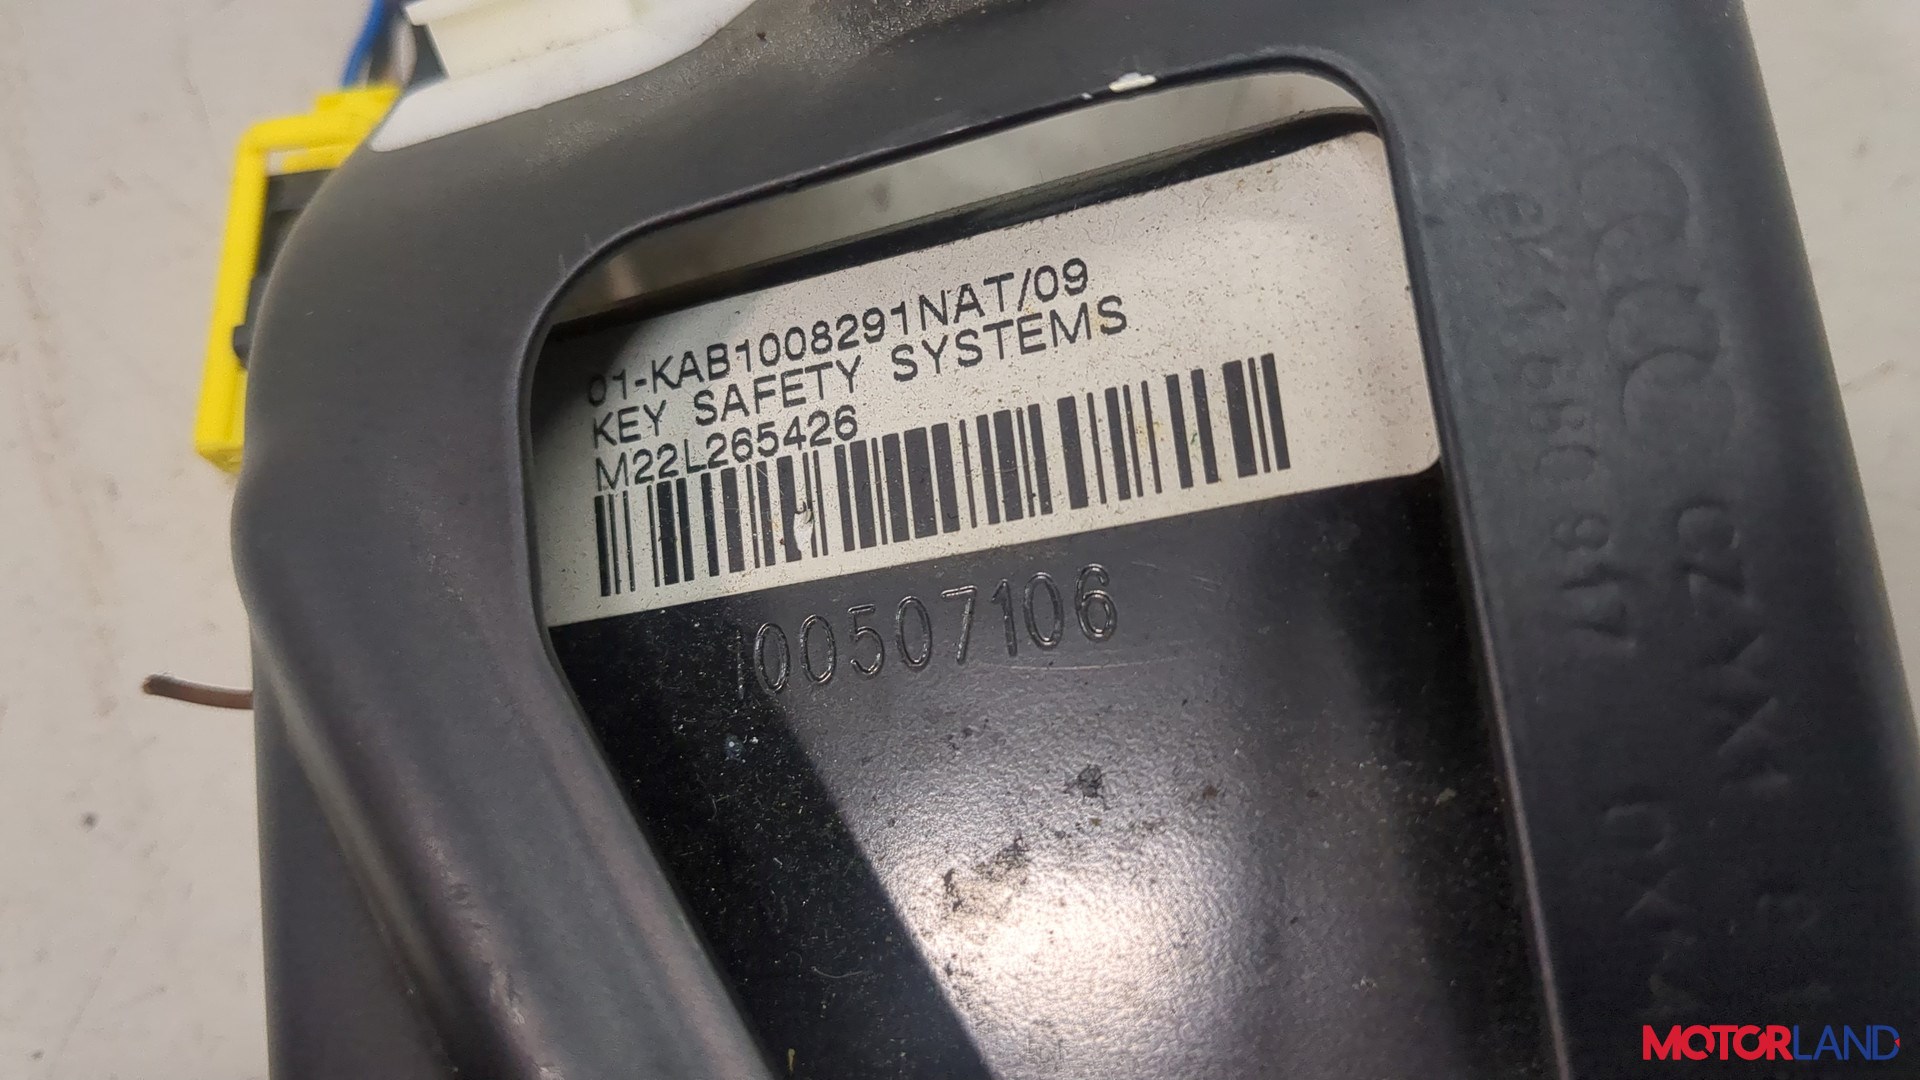 01-KAB1008291NAT/09
KEY SAFETY SYSTEMS
M22L265426
100507106
MOTORLAND